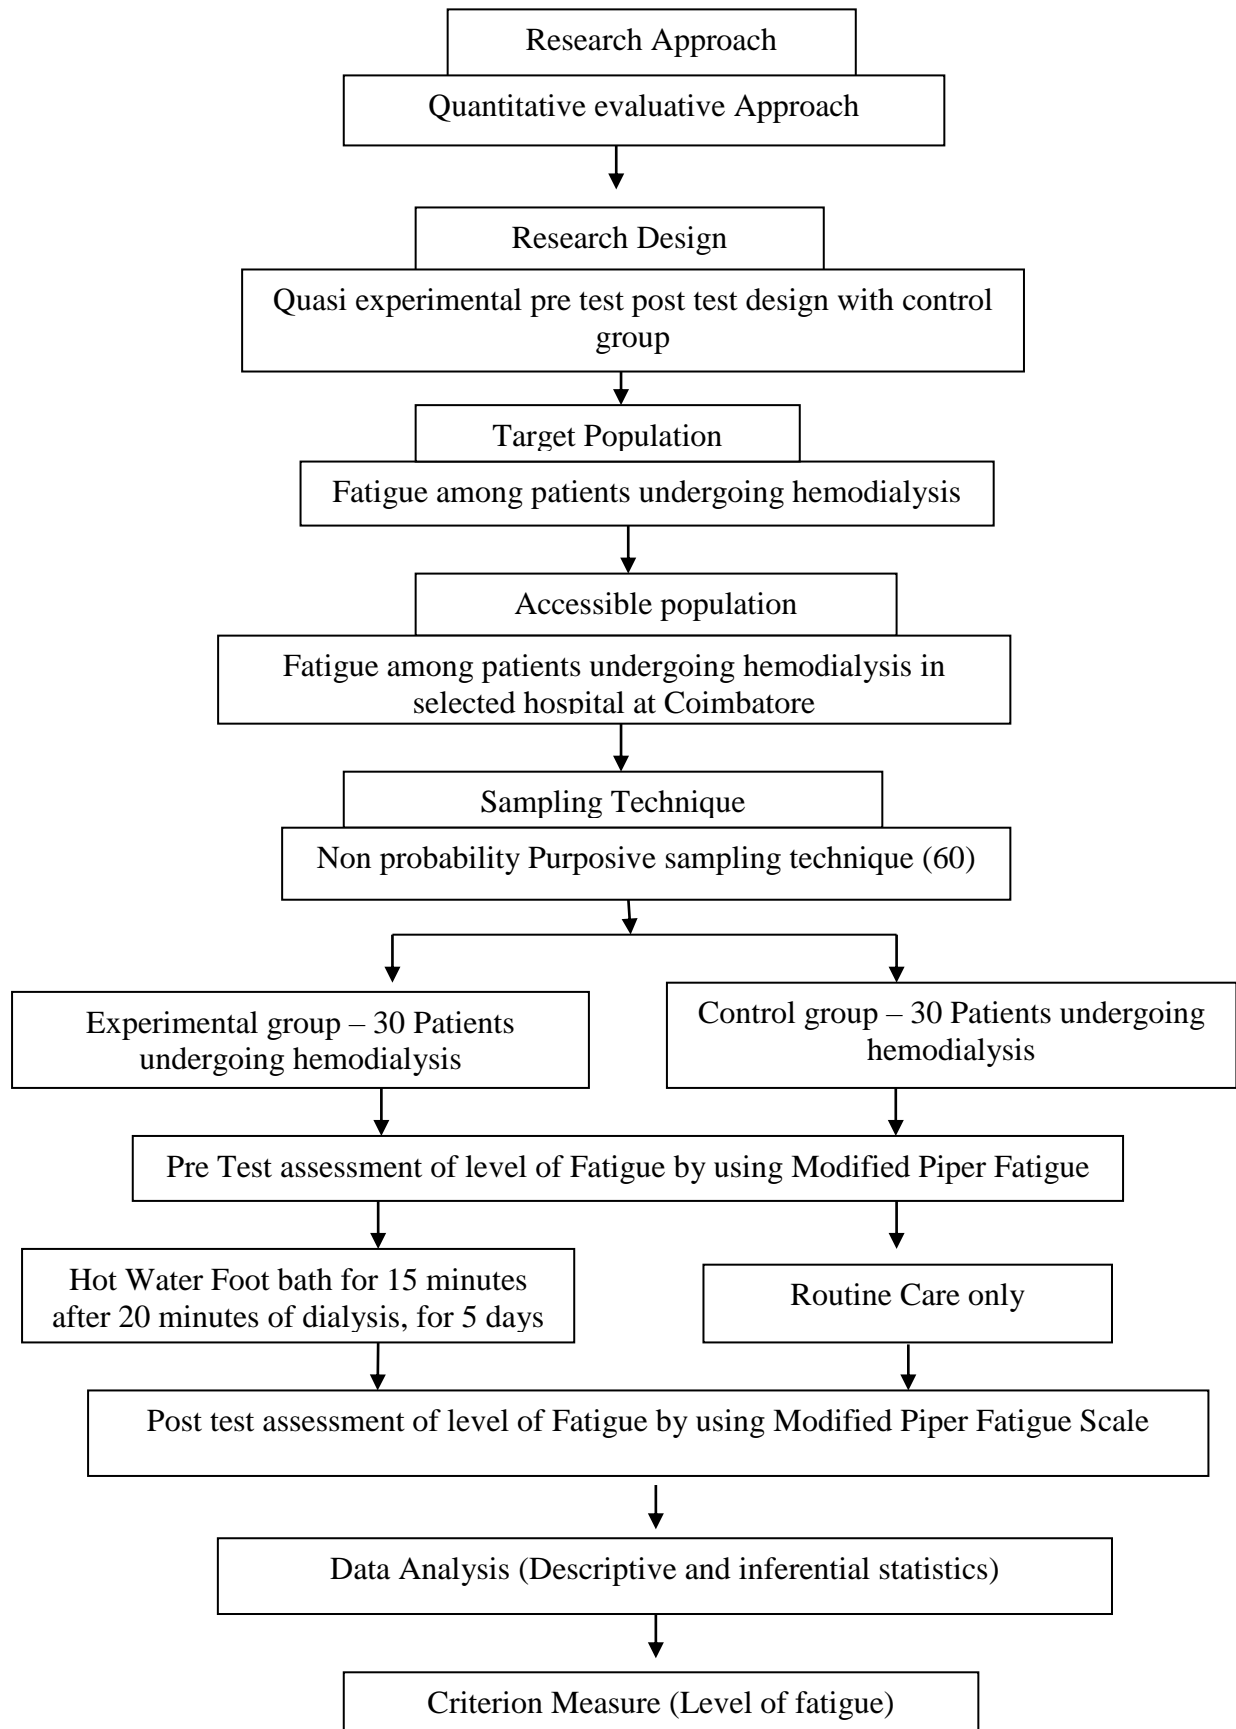 Research Approach
Quantitative evaluative Approach
Research Design
Quasi experimental pre test post test design with control
group
Target Population
Fatigue among patients undergoing hemodialysis
Accessible population
Fatigue among patients undergoing hemodialysis in
selected hospital at Coimbatore
Sampling Technique
Non probability Purposive sampling technique (60)
Experimental group – 30 Patients
undergoing hemodialysis
Control group – 30 Patients undergoing
hemodialysis
Pre Test assessment of level of Fatigue by using Modified Piper Fatigue
Hot Water Foot bath for 15 minutes
after 20 minutes of dialysis, for 5 days
Routine Care only
Post test assessment of level of Fatigue by using Modified Piper Fatigue Scale
Data Analysis (Descriptive and inferential statistics)
Criterion Measure (Level of fatigue)